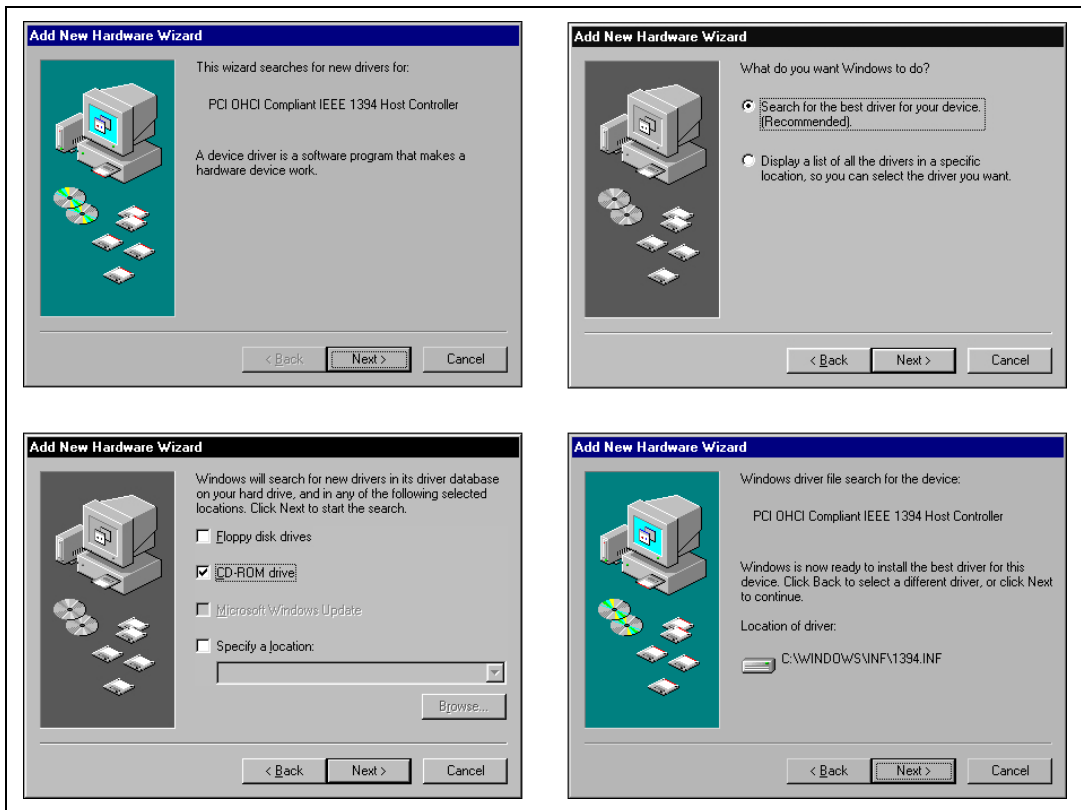 Add New Hardware Wizard
This wizard searches for new drivers for:
PCI OHCI Compliant IEEE 1394 Host Controller
A device driver is a software program that makes a
hardware device work.
< Back
Next >
Cancel
Add New Hardware Wizard
What do you want Windows to do?
Search for the best driver for your device.
(Recommended).
Display a list of all the drivers in a specific
location, so you can select the driver you want.
< Back
Next >
Cancel
Add New Hardware Wizard
Windows will search for new drivers in its driver database
on your hard drive, and in any of the following selected
locations. Click Next to start the search.
Floppy disk drives
CD-ROM drive
Microsoft Windows Update
Specify a location:
Browse...
< Back
Next >
Cancel
Add New Hardware Wizard
Windows driver file search for the device:
PCI OHCI Compliant IEEE 1394 Host Controller
Windows is now ready to install the best driver for this
device. Click Back to select a different driver, or click Next
to continue.
Location of driver:
C:\WINDOWS\INF\1394.INF
< Back
Next >
Cancel